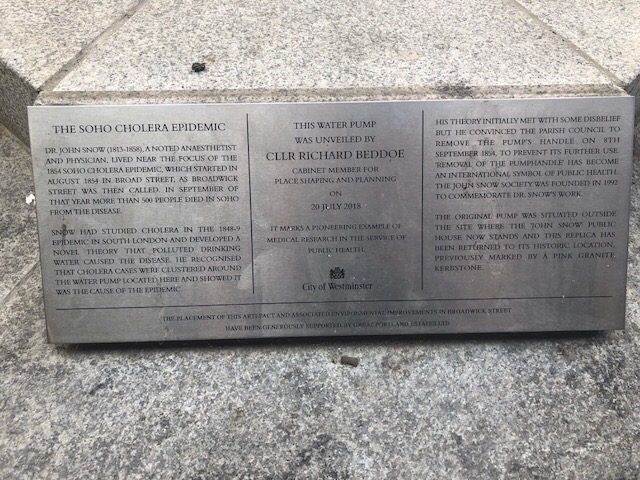 THE SOHO CHOLERA EPIDEMIC
DR. JOHN SNOW (1813-1858), A NOTED ANAESTHETIST
AND PHYSICIAN, LIVED NEAR THE FOCUS OF THE
1854 SOHO CHOLERA EPIDEMIC, WHICH STARTED IN
AUGUST 1854 IN BROAD STREET, AS BROADWICK
STREET WAS THEN CALLED. IN SEPTEMBER OF
THAT YEAR MORE THAN 500 PEOPLE DIED IN SOHO
FROM THE DISEASE.
SNOW HAD STUDIED CHOLERA IN THE 1848-9
EPIDEMIC IN SOUTH LONDON AND DEVELOPED A
NOVEL THEORY THAT POLLUTED DRINKING
WATER CAUSED THE DISEASE. HE RECOGNISED
THAT CHOLERA CASES WERE CLUSTERED AROUND
THE WATER PUMP LOCATED HERE AND SHOWED IT
WAS THE CAUSE OF THE EPIDEMIC.
THIS WATER PUMP
WAS UNVEILED BY
CLLR RICHARD BEDDOE
CABINET MEMBER FOR
PLACE SHAPING AND PLANNING
ON
20 JULY 2018
IT MARKS A PIONEERING EXAMPLE OF
MEDICAL RESEARCH IN THE SERVICE OF
PUBLIC HEALTH.
City of Westminster
HIS THEORY INITIALLY MET WITH SOME DISBELIEF
BUT HE CONVINCED THE PARISH COUNCIL TO
REMOVE THE PUMP'S HANDLE ON 8TH
SEPTEMBER 1854, TO PREVENT ITS FURTHER USE.
'REMOVAL OF THE PUMPHANDLE' HAS BECOME
AN INTERNATIONAL SYMBOL OF PUBLIC HEALTH.
THE JOHN SNOW SOCIETY WAS FOUNDED IN 1992
TO COMMEMORATE DR. SNOW'S WORK.
THE ORIGINAL PUMP WAS SITUATED OUTSIDE
THE SITE WHERE THE 'JOHN SNOW' PUBLIC
HOUSE NOW STANDS AND THIS REPLICA HAS
BEEN RETURNED TO ITS HISTORIC LOCATION,
PREVIOUSLY MARKED BY A PINK GRANITE
KERBSTONE.
THE PLACEMENT OF THIS ARTEFACT AND ASSOCIATED ENVIRONMENTAL IMPROVEMENTS IN BROADWICK STREET
HAVE BEEN GENEROUSLY SUPPORTED BY GREAT PORTLAND ESTATES LTD